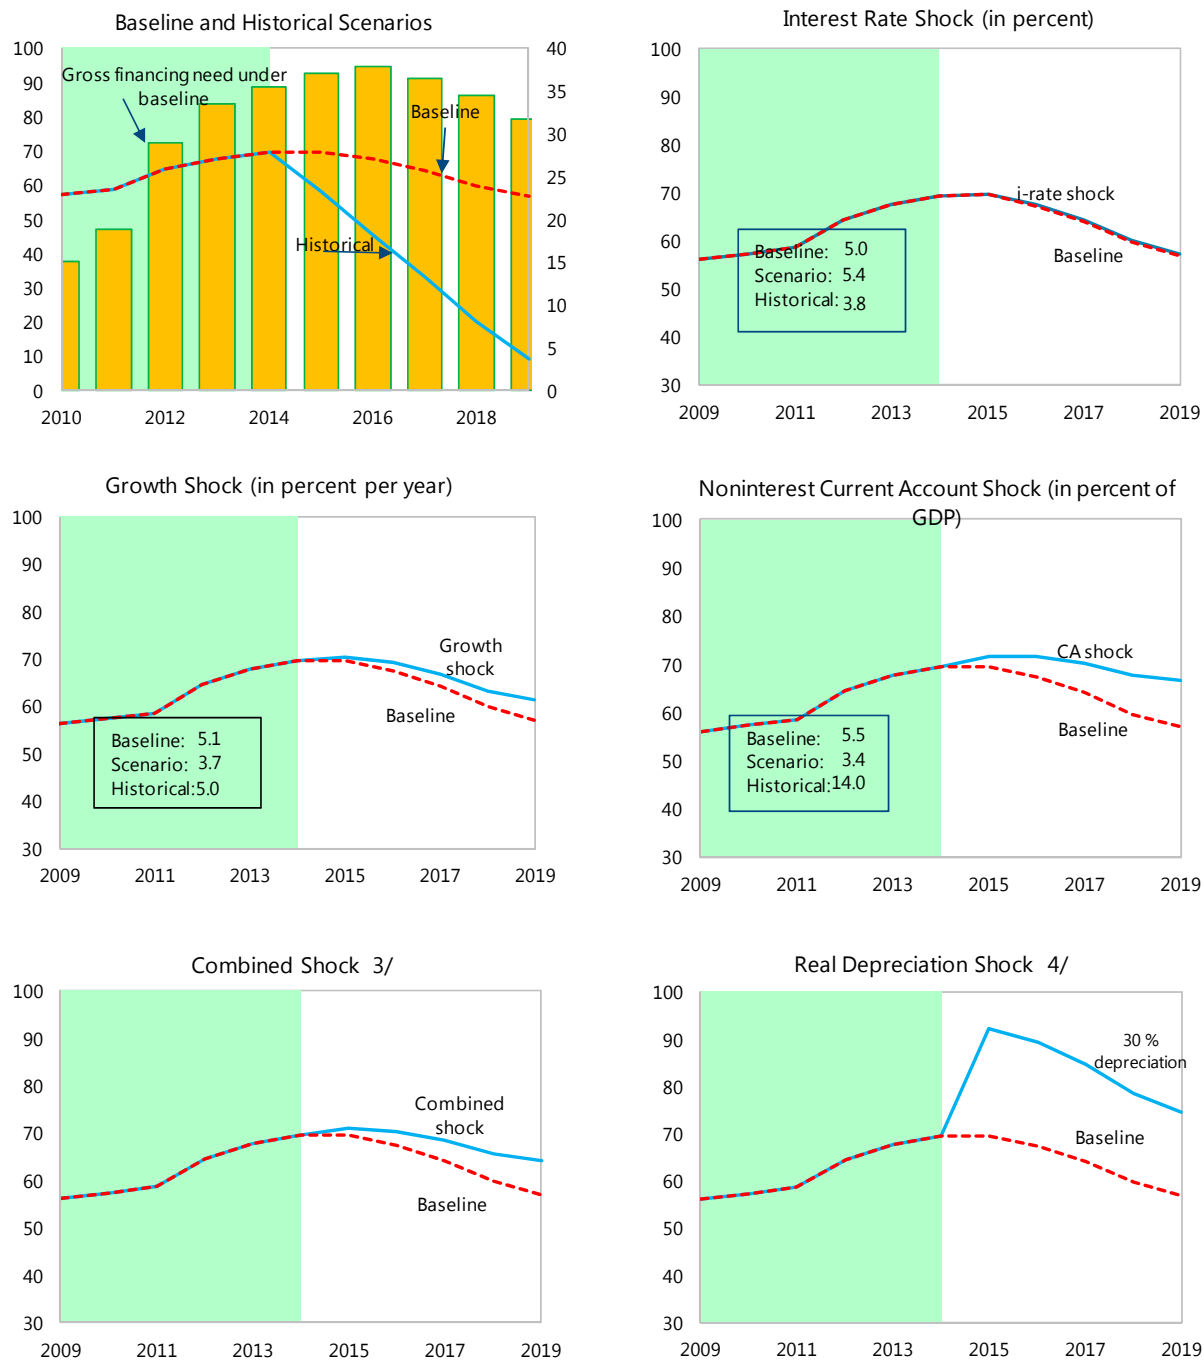 Baseline and Historical Scenarios
100
90
80
70
60
50
40
30
20
10
0
40
35
30
25
20
15
10
5
0
Gross financing need under
baseline
Baseline
Historical
2010 2012 2014 2016 2018
Interest Rate Shock (in percent)
100
90
80
70
60
50
40
30
i-rate shock
Baseline
Baseline: 5.0
Scenario: 5.4
Historical: 3.8
2009 2011 2013 2015 2017 2019
Growth Shock (in percent per year)
100
90
80
70
60
50
40
30
Growth
shock
Baseline
Baseline: 5.1
Scenario: 3.7
Historical: 5.0
2009 2011 2013 2015 2017 2019
Noninterest Current Account Shock (in percent of
GDP)
100
90
80
70
60
50
40
30
CA shock
Baseline
Baseline: 5.5
Scenario: 3.4
Historical: 14.0
2009 2011 2013 2015 2017 2019
Combined Shock 3/
100
90
80
70
60
50
40
30
Combined
shock
Baseline
2009 2011 2013 2015 2017 2019
Real Depreciation Shock 4/
100
90
80
70
60
50
40
30
30 %
depreciation
Baseline
2009 2011 2013 2015 2017 2019